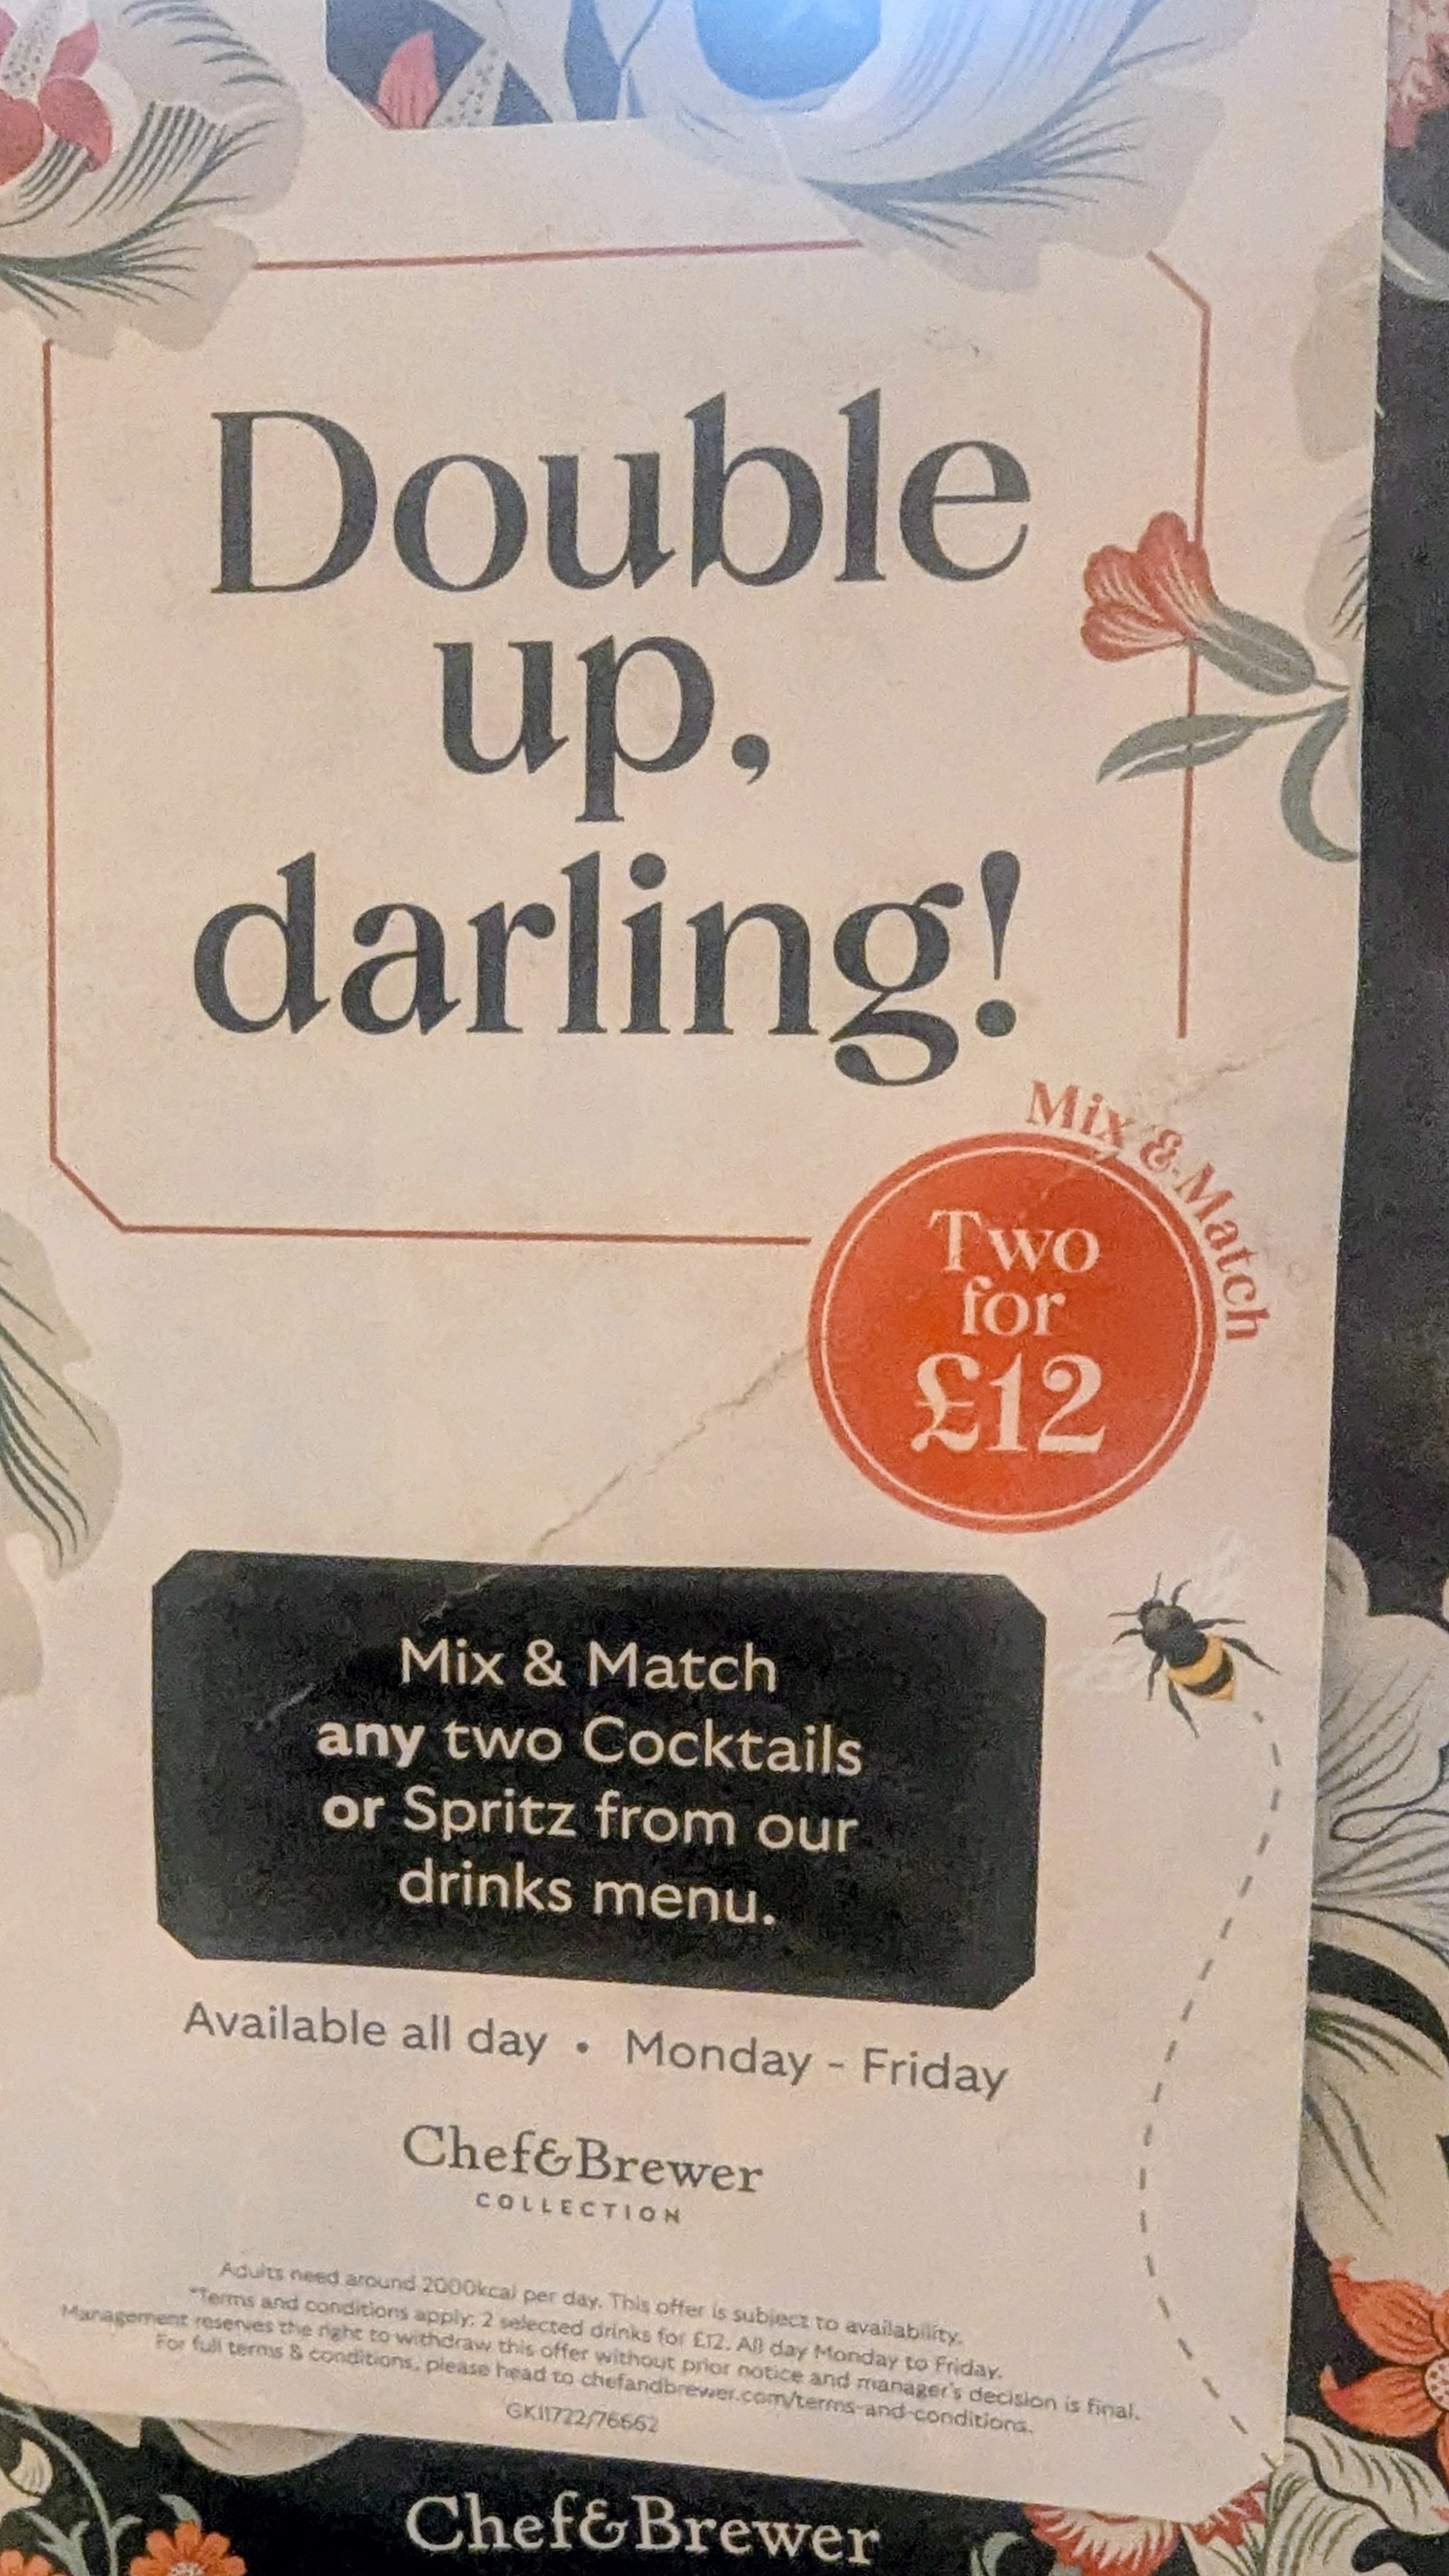 Double
up,
darling!
Mix & Match
Two
for
£12
Mix & Match
any two Cocktails
or Spritz from our
drinks menu.
Available all day • Monday - Friday
Chef&Brewer
COLLECTION
Adults need around 2000kcal per day. This offer is subject to availability.
*Terms and conditions apply: 2 selected drinks for £12. All day Monday to Friday.
Management reserves the right to withdraw this offer without prior notice and manager's decision is final.
For full terms & conditions, please head to chefandbrewer.com/terms-and-conditions.
GK11722/76662
Chef&Brewer